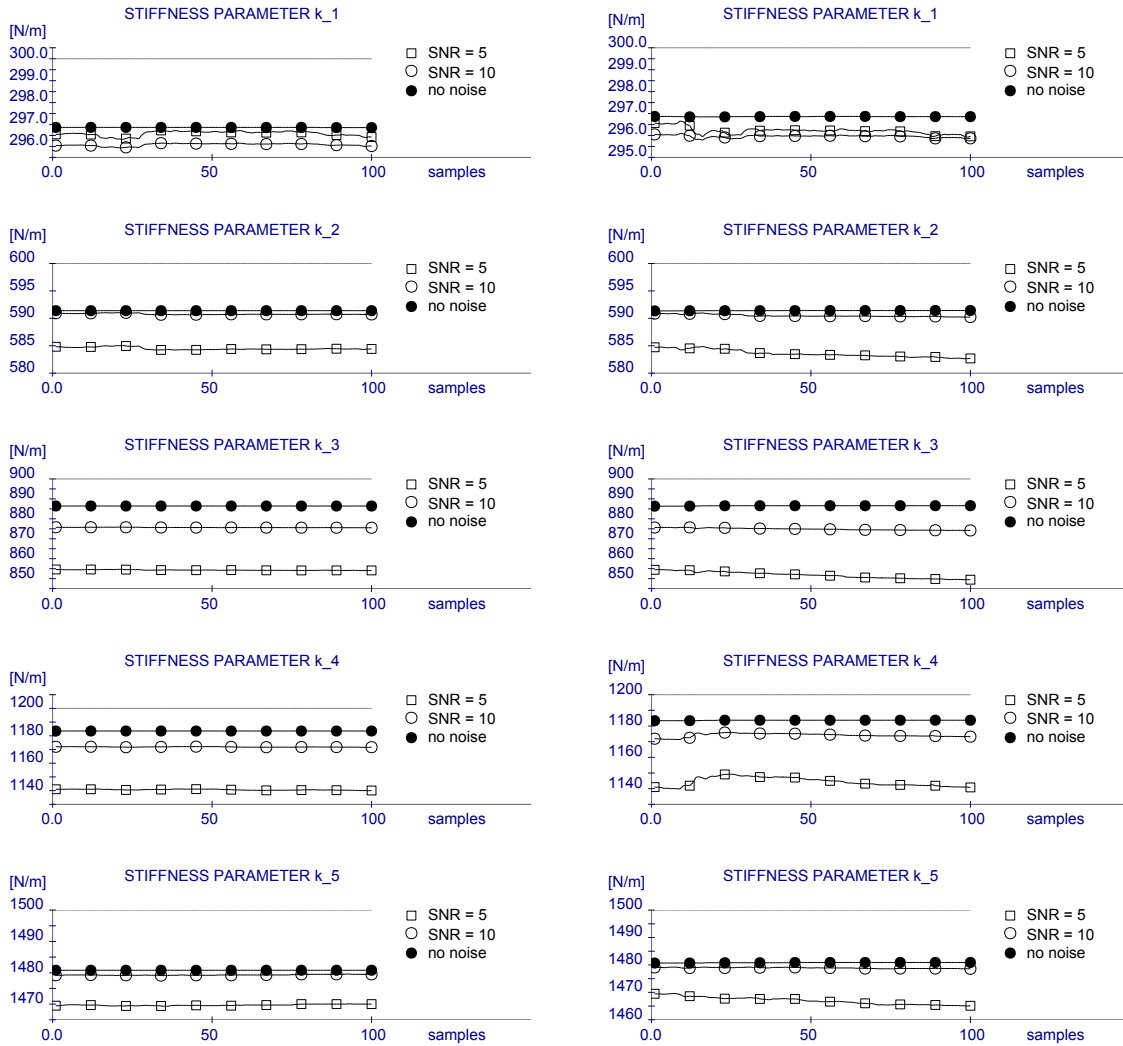 STIFFNESS PARAMETER k_1
[N/m]
300.0
299.0
298.0
297.0
296.0
0.0 50 100 samples
SNR = 5
SNR = 10
no noise
STIFFNESS PARAMETER k_1
[N/m]
300.0
299.0
298.0
297.0
296.0
295.0
0.0 50 100 samples
SNR = 5
SNR = 10
no noise
STIFFNESS PARAMETER k_2
[N/m]
600
595
590
585
580
0.0 50 100 samples
SNR = 5
SNR = 10
no noise
STIFFNESS PARAMETER k_2
[N/m]
600
595
590
585
580
0.0 50 100 samples
SNR = 5
SNR = 10
no noise
STIFFNESS PARAMETER k_3
[N/m]
900
890
880
870
860
850
0.0 50 100 samples
SNR = 5
SNR = 10
no noise
STIFFNESS PARAMETER k_3
[N/m]
900
890
880
870
860
850
0.0 50 100 samples
SNR = 5
SNR = 10
no noise
STIFFNESS PARAMETER k_4
[N/m]
1200
1180
1160
1140
0.0 50 100 samples
SNR = 5
SNR = 10
no noise
STIFFNESS PARAMETER k_4
[N/m]
1200
1180
1160
1140
0.0 50 100 samples
SNR = 5
SNR = 10
no noise
STIFFNESS PARAMETER k_5
[N/m]
1500
1490
1480
1470
0.0 50 100 samples
SNR = 5
SNR = 10
no noise
STIFFNESS PARAMETER k_5
[N/m]
1500
1490
1480
1470
1460
0.0 50 100 samples
SNR = 5
SNR = 10
no noise